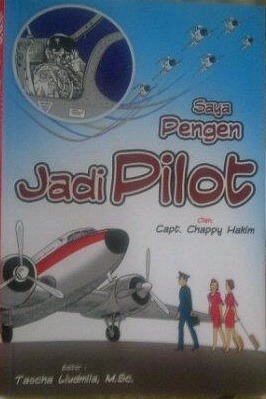 Saya
Pengen
Jadi Pilot
Oleh:
Capt. Chappy Hakim
Editor :
Tascha Liudmila, M.Sc.